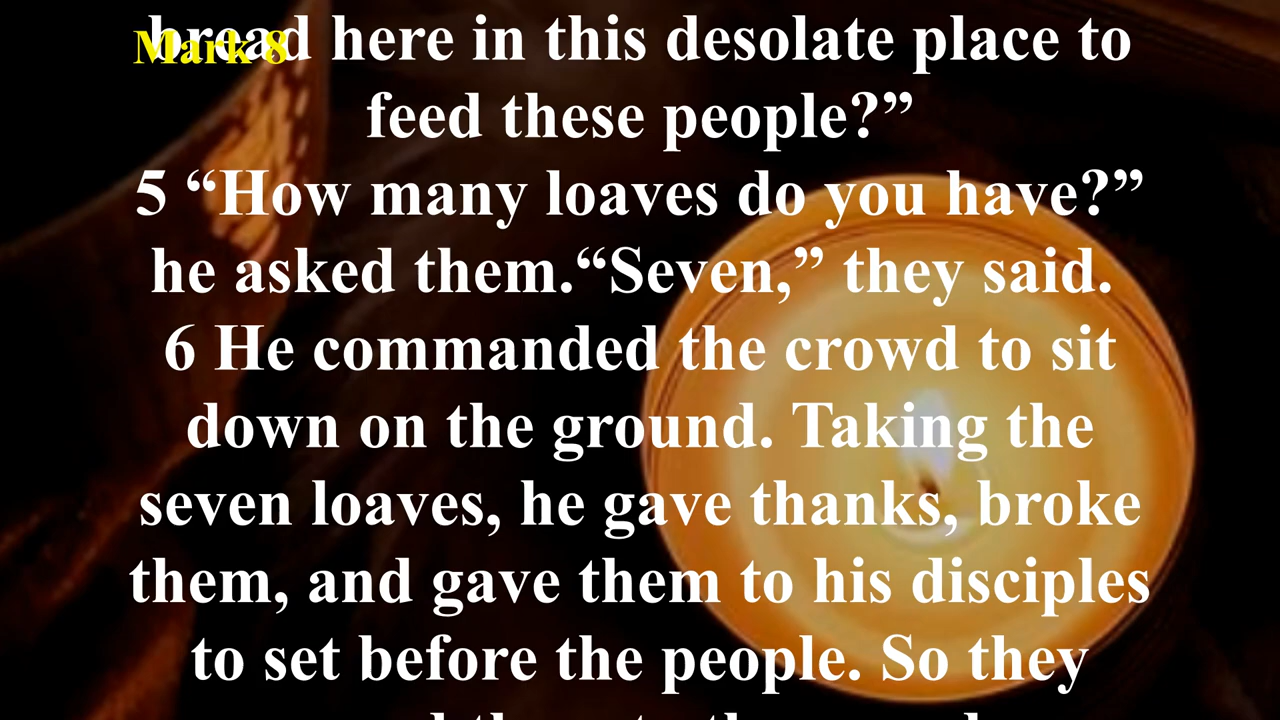 Mark 8
bread here in this desolate place to
feed these people?”
5 “How many loaves do you have?”
he asked them.“Seven,” they said.
6 He commanded the crowd to sit
down on the ground. Taking the
seven loaves, he gave thanks, broke
them, and gave them to his disciples
to set before the people. So they